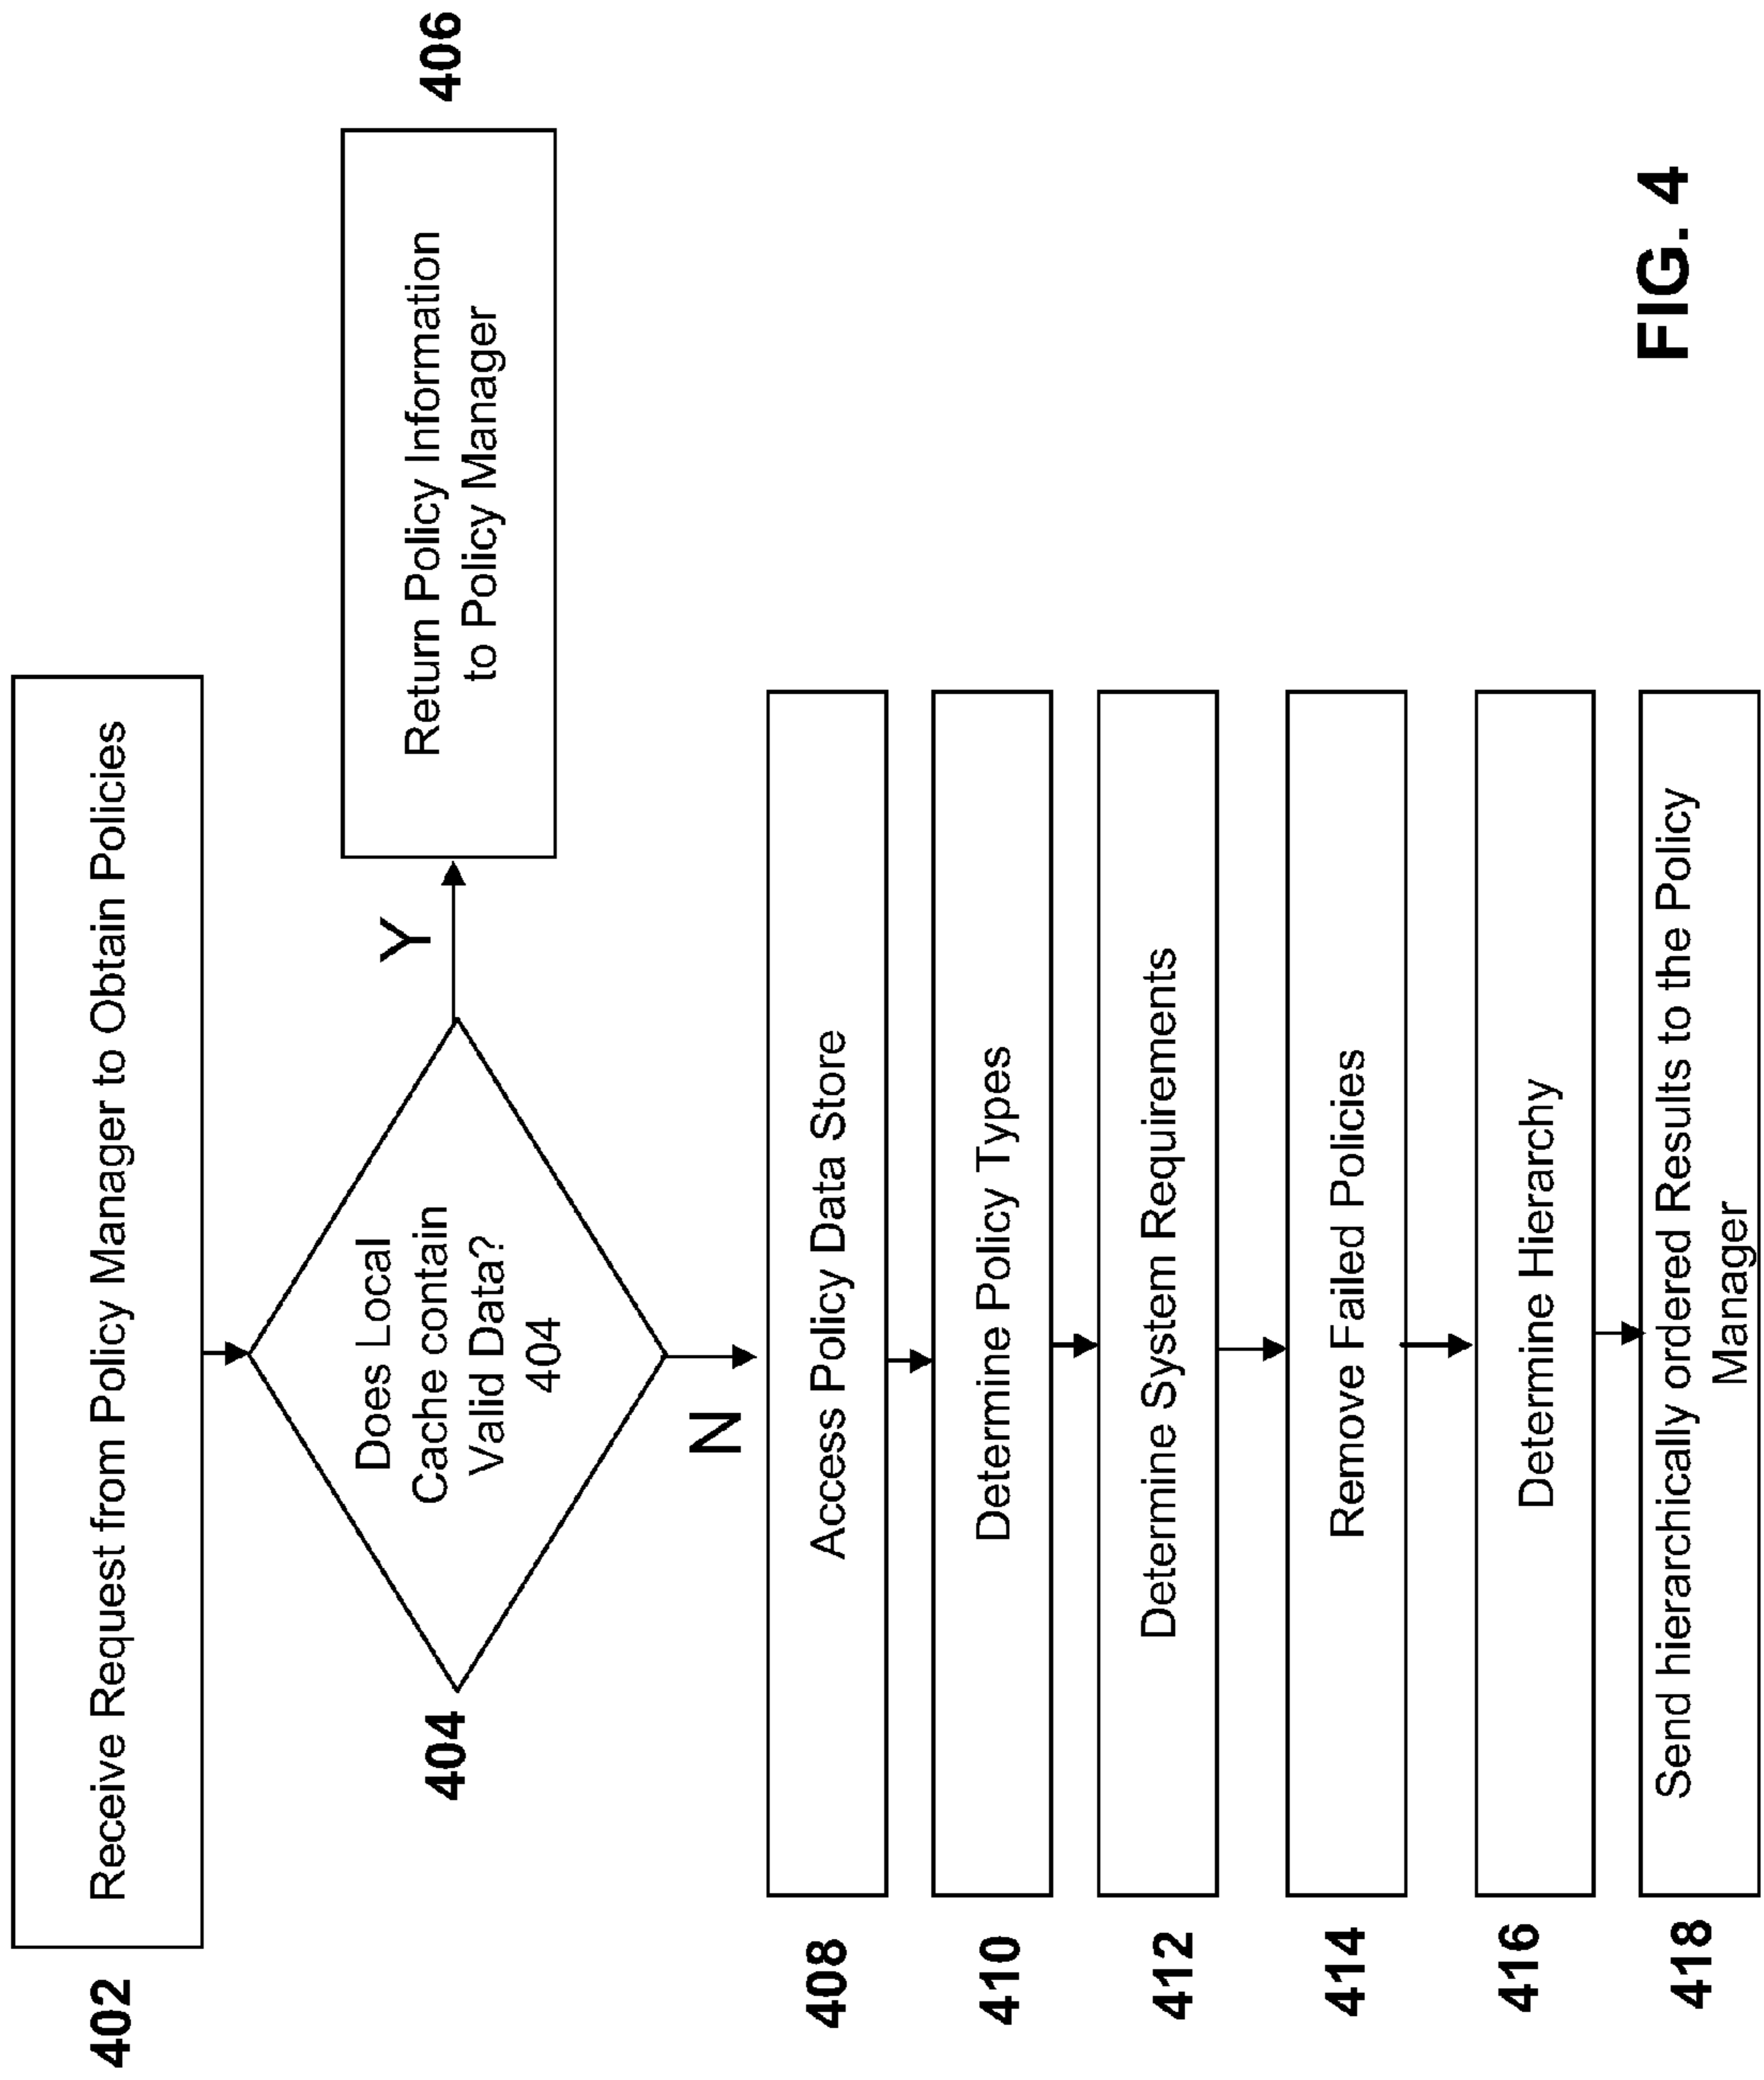 402
Receive Request from Policy Manager to Obtain Policies
404
Does Local
Cache contain
Valid Data?
404
Y
Return Policy Information
to Policy Manager
406
N
408
Access Policy Data Store
410
Determine Policy Types
412
Determine System Requirements
414
Remove Failed Policies
416
Determine Hierarchy
418
Send hierarchically ordered Results to the Policy
Manager
FIG. 4